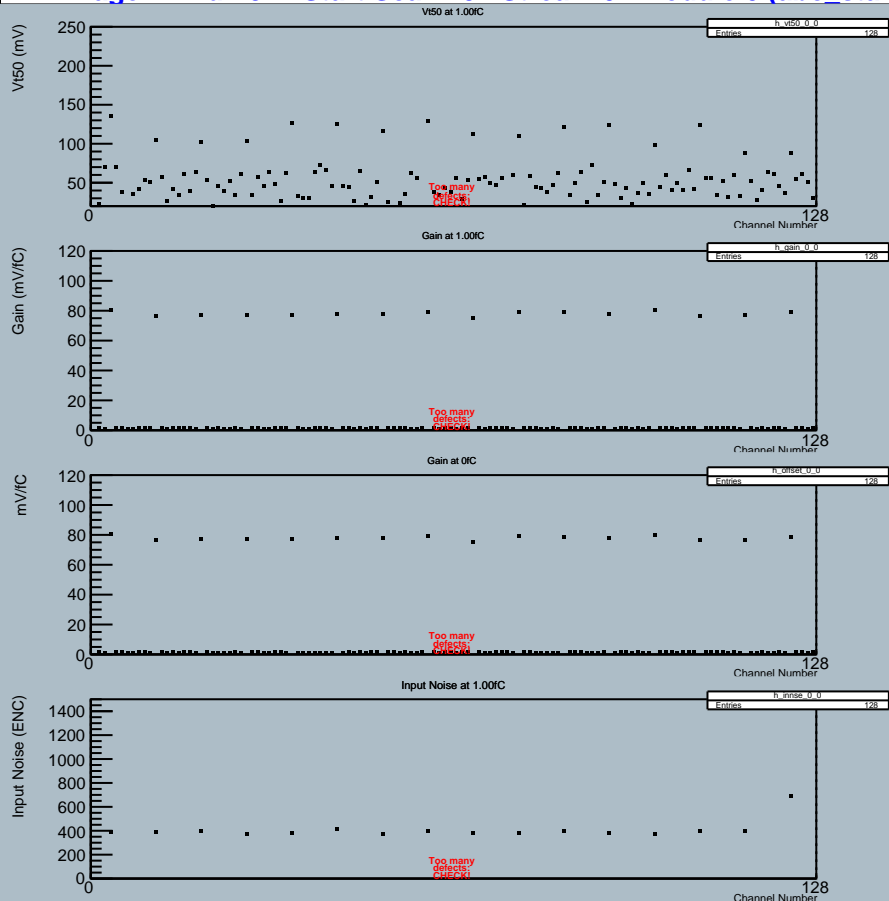 Vt50 at 1.00fC
h_vt50_0_0
Entries 128
Vt50 (mV)
250
200
150
100
50
0
128
Too many
defects:
CHECK!
Channel Number
Gain at 1.00fC
h_gain_0_0
Entries 128
Gain (mV/fC)
120
100
80
60
40
20
0
0
128
Too many
defects:
CHECK!
Channel Number
Gain at 0fC
h_offset_0_0
Entries 128
mV/fC
120
100
80
60
40
20
0
0
128
Too many
defects:
CHECK!
Channel Number
Input Noise at 1.00fC
h_innse_0_0
Entries 128
Input Noise (ENC)
1400
1200
1000
800
600
400
200
0
0
128
Too many
defects:
CHECK!
Channel Number